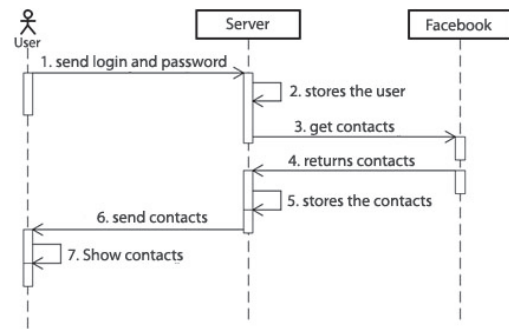 User
Server
Facebook
1. send login and password
2. stores the user
3. get contacts
4. returns contacts
5. stores the contacts
6. send contacts
7. Show contacts